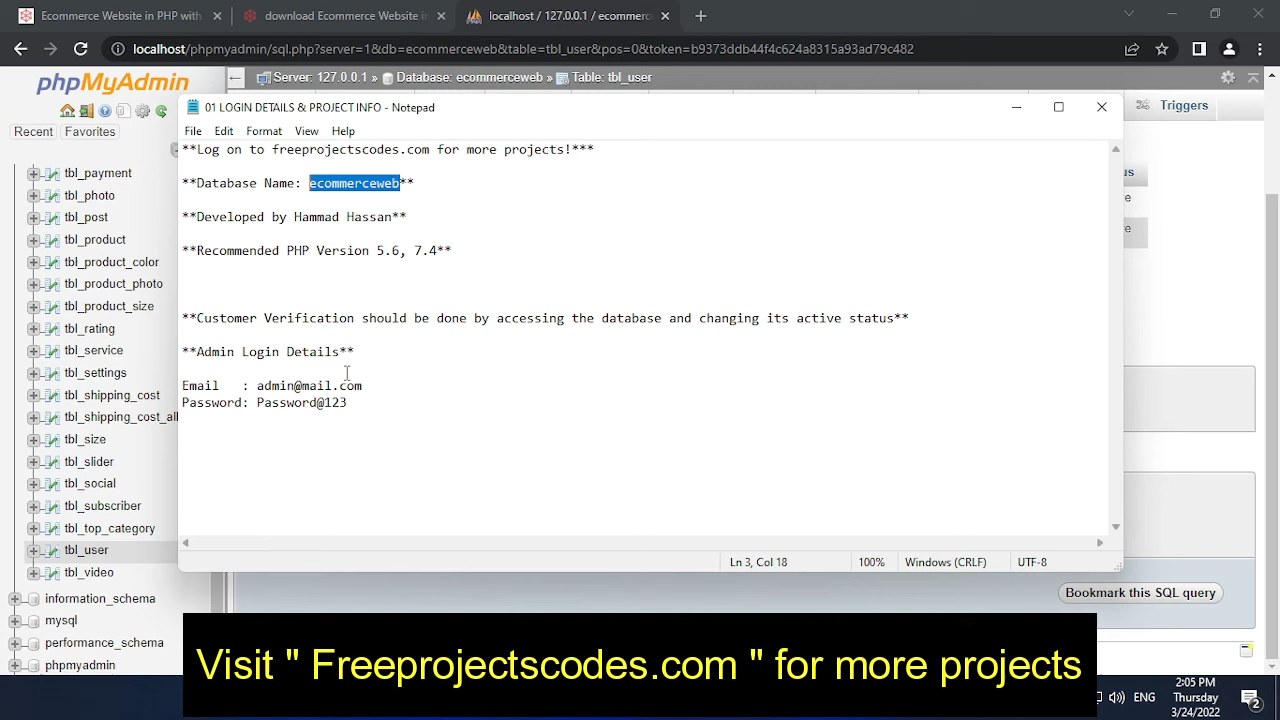 Ecommerce Website in PHP wit
download Ecommerce Website
localhost / 127.0.0.1 / ecommerc
localhost/phpmyadmin/sql.php?server=1&db=ecommerceweb&table=tbl_user&pos=0&token=b9373ddb44f4c624a8315a93ad79c482
phpMyAdmin
Server: 127.0.0.1 » Database: ecommerceweb » Table: tbl_user
Recent Favorites
Triggers
01 LOGIN DETAILS & PROJECT INFO - Notepad
File Edit Format View Help
**Log on to freeprojectscodes.com for more projects!***
**Database Name: ecommerceweb**
**Developed by Hammad Hassan**
**Recommended PHP Version 5.6, 7.4**
**Customer Verification should be done by accessing the database and changing its active status**
**Admin Login Details**
Email : admin@mail.com
Password: Password@123
Ln 3, Col 18 100% Windows (CRLF) UTF-8
tbl_payment
tbl_photo
tbl_post
tbl_product
tbl_product_color
tbl_product_photo
tbl_product_size
tbl_rating
tbl_service
tbl_settings
tbl_shipping_cost
tbl_shipping_cost_all
tbl_size
tbl_slider
tbl_social
tbl_subscriber
tbl_top_category
tbl_user
tbl_video
information_schema
mysql
performance_schema
phpmyadmin
us
e
e
Bookmark this SQL query
Visit " Freeprojectscodes.com " for more projects
ENG
2:05 PM
3/24/2022
2